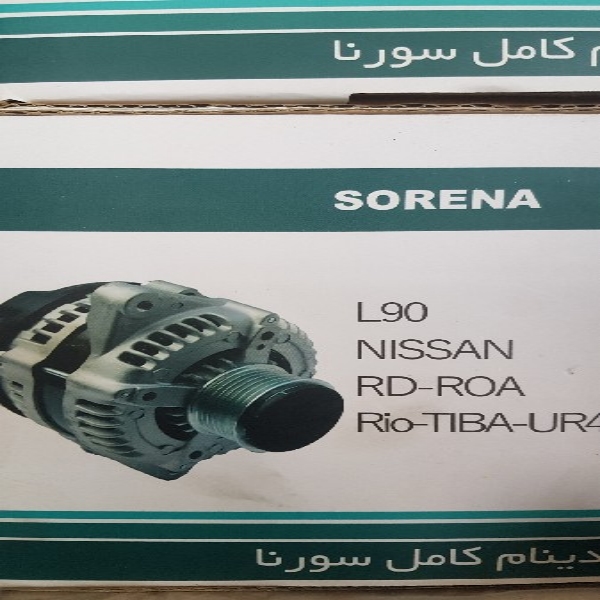 کامل سورنا
SORENA
L90
NISSAN
RD-ROA
Rio-TIBA-UR4
دینام کامل سورنا